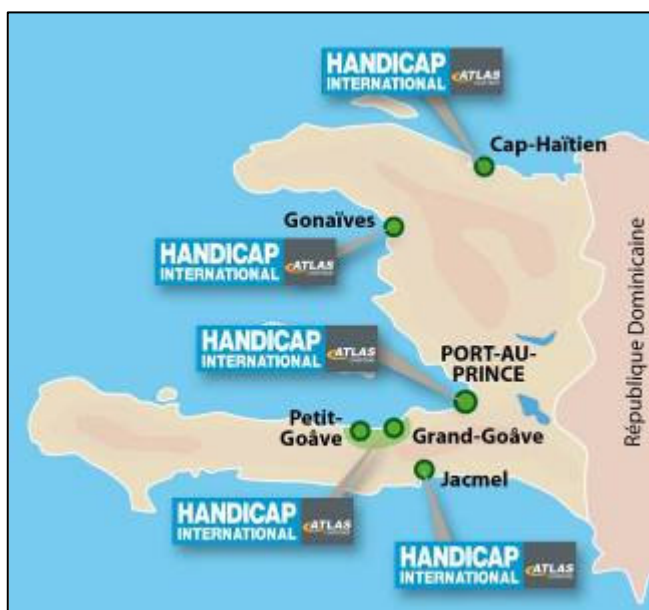 HANDICAP
INTERNATIONAL
ATLAS
Cap-Haïtien
Gonaïves
HANDICAP
INTERNATIONAL
ATLAS
HANDICAP
INTERNATIONAL
ATLAS
PORT-AU-
PRINCE
République Dominicaine
Petit-
Goâve
Grand-Goâve
Jacmel
HANDICAP
INTERNATIONAL
ATLAS
HANDICAP
INTERNATIONAL
ATLAS